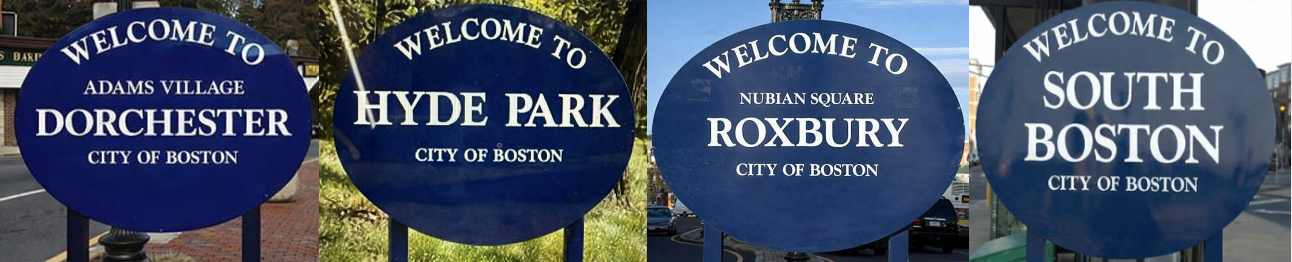 WELCOME TO
ADAMS VILLAGE
DORCHESTER
CITY OF BOSTON
WELCOME TO
HYDE PARK
CITY OF BOSTON
WELCOME TO
NUBIAN SQUARE
ROXBURY
CITY OF BOSTON
WELCOME TO
SOUTH
BOSTON
CITY OF BOSTON